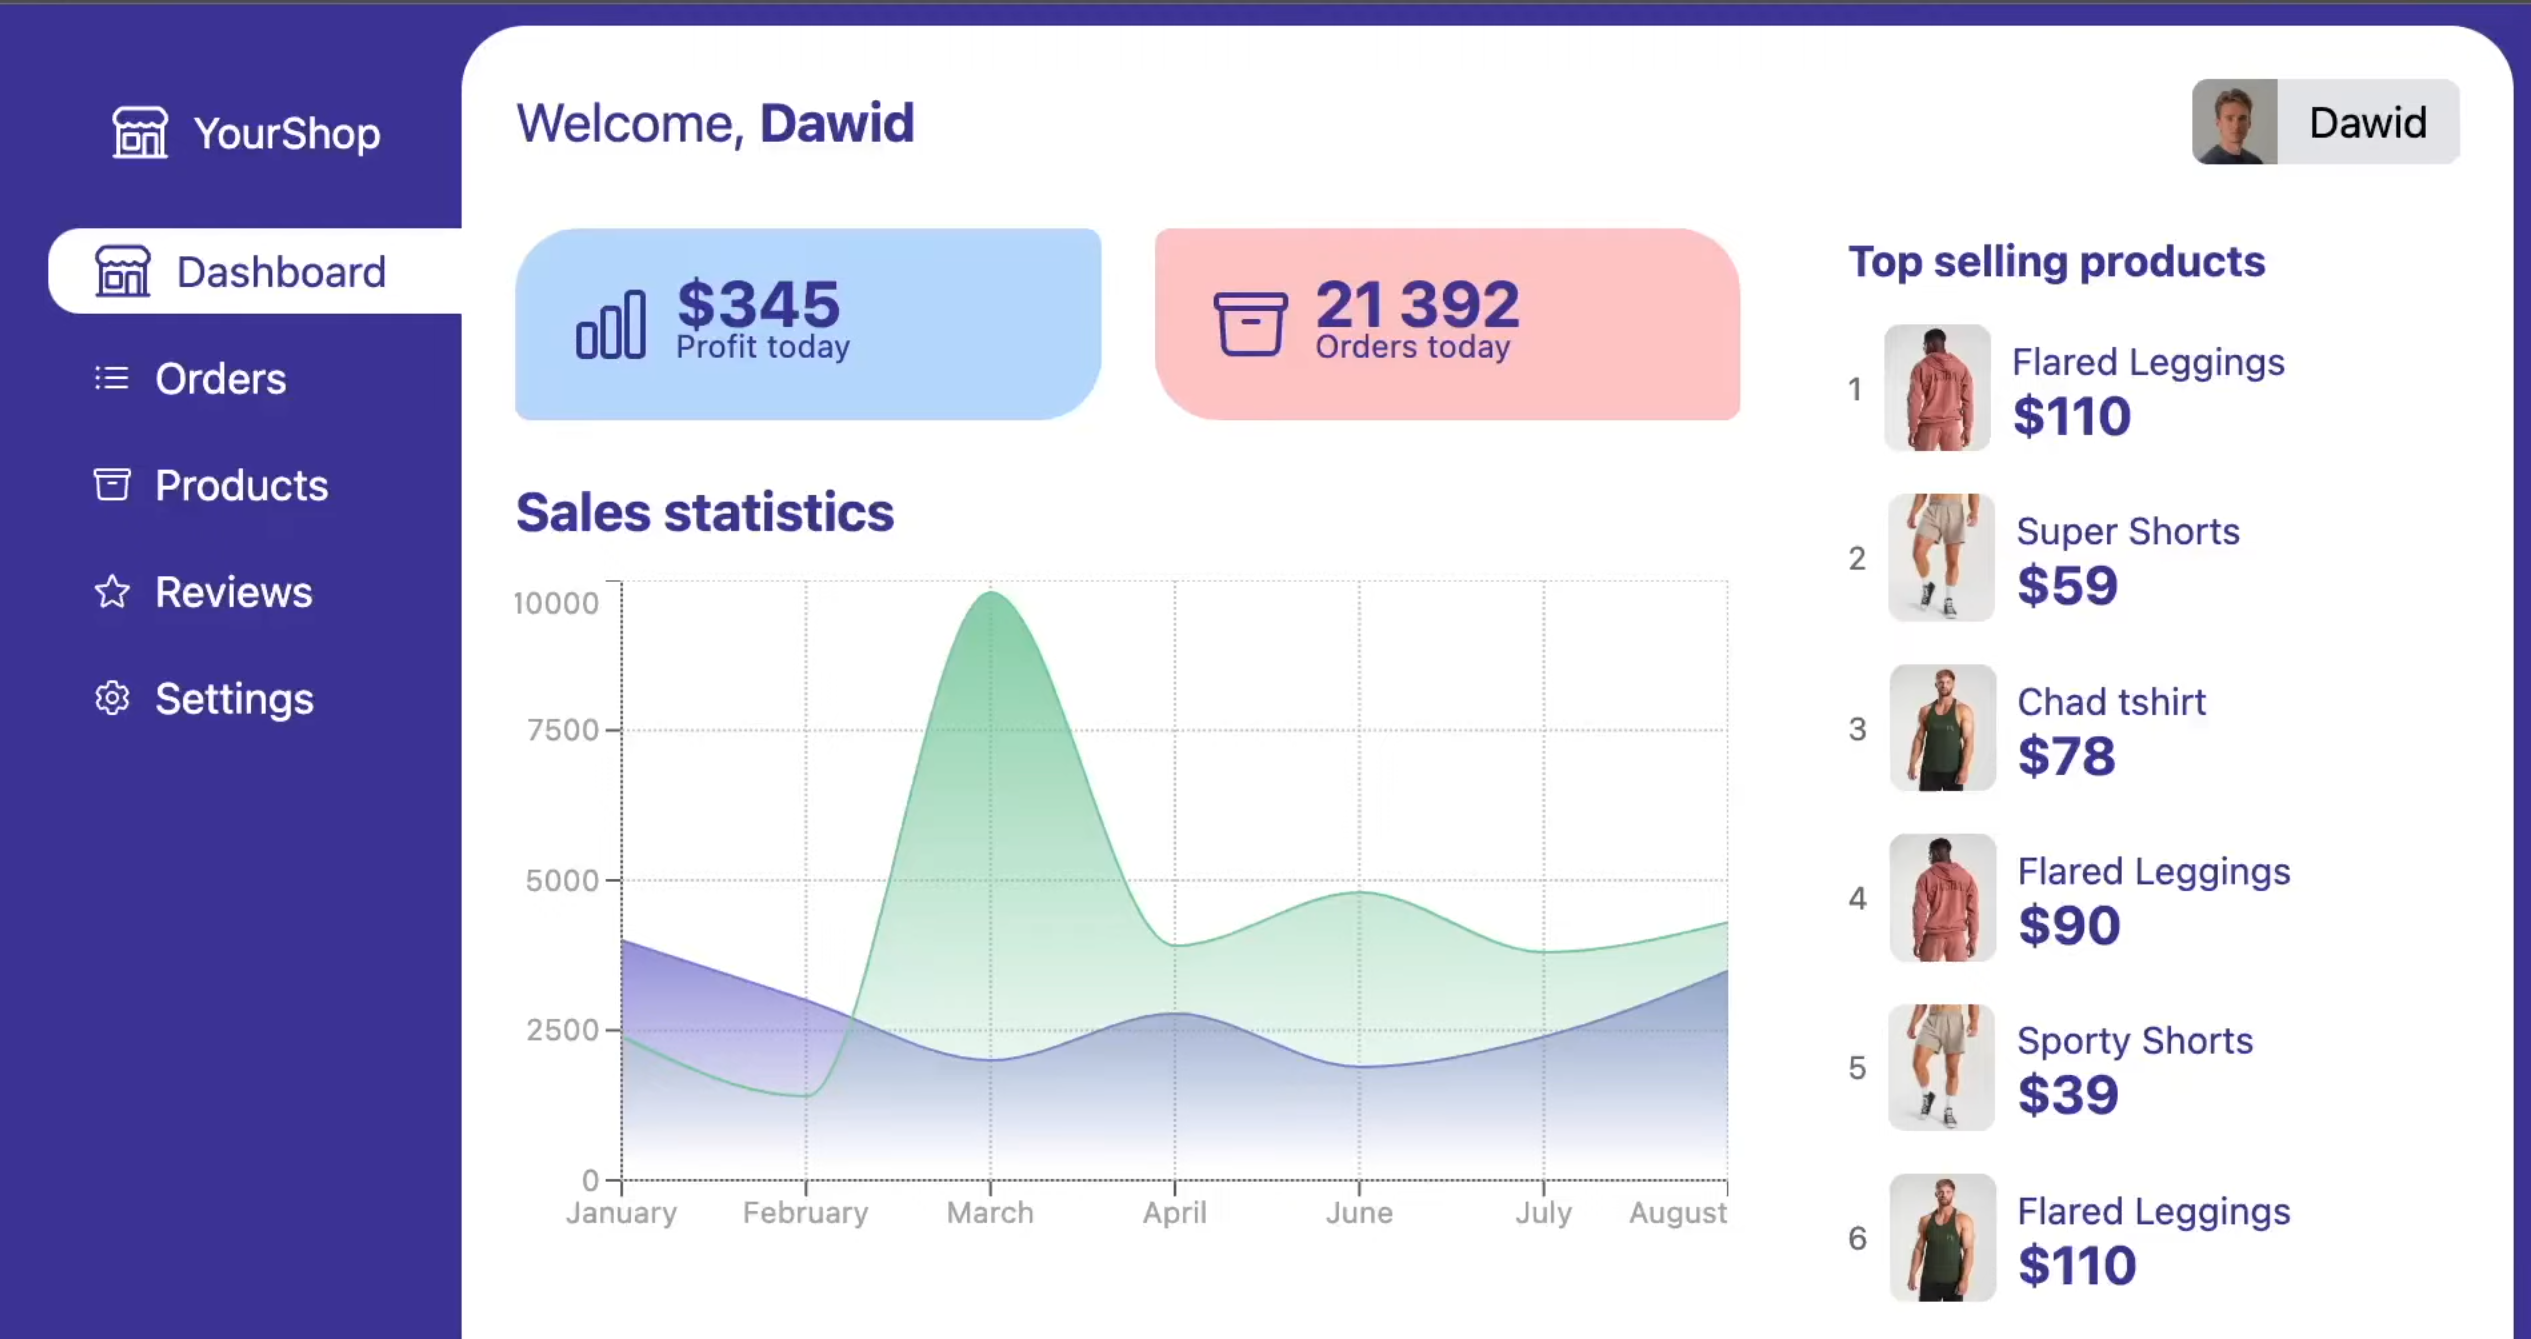 YourShop
Dashboard
Orders
Products
Reviews
Settings
Welcome, Dawid
Dawid
$345
Profit today
21 392
Orders today
Sales statistics
10000
7500
5000
2500
0
January February March April June July August
Top selling products
1
Flared Leggings
$110
2
Super Shorts
$59
3
Chad tshirt
$78
4
Flared Leggings
$90
5
Sporty Shorts
$39
6
Flared Leggings
$110